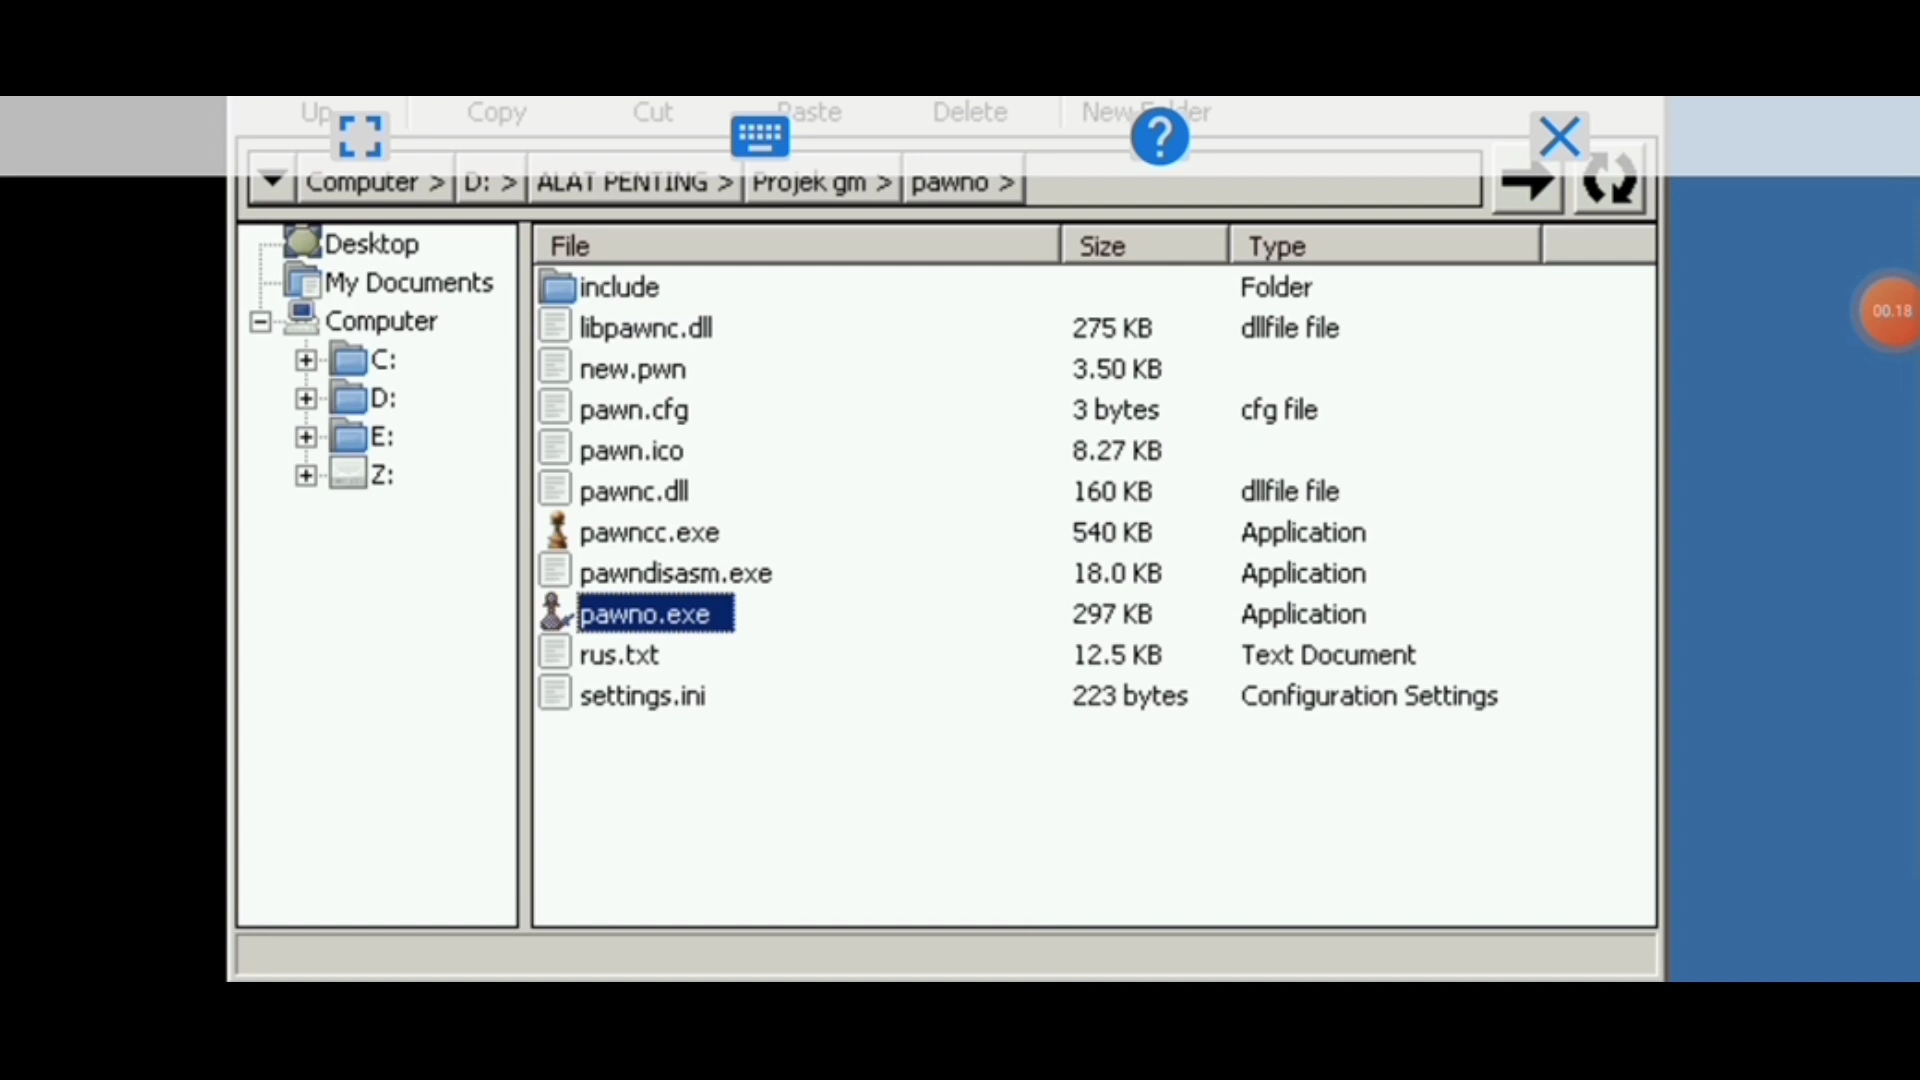 Up Copy Cut Paste Delete New Folder
Computer > D: > ALAT PENTING > Projek gm > pawno >
Desktop
My Documents
Computer
C:
D:
E:
Z:
File Size Type
include Folder
libpawnc.dll 275 KB dllfile file
new.pwn 3.50 KB
pawn.cfg 3 bytes cfg file
pawn.ico 8.27 KB
pawnc.dll 160 KB dllfile file
pawncc.exe 540 KB Application
pawndisasm.exe 18.0 KB Application
pawno.exe 297 KB Application
rus.txt 12.5 KB Text Document
settings.ini 223 bytes Configuration Settings
00.18